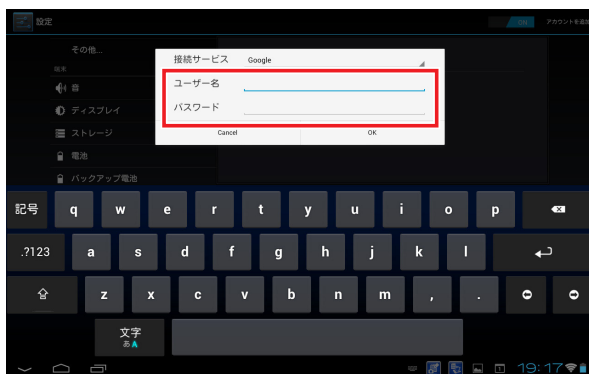 設定
ON
アカウントを追加
その他...
端末
音
ディスプレイ
ストレージ
電池
バックアップ電池
接続サービス Google
ユーザー名
パスワード
Cancel OK
記号 q w e r t y u i o p
.?123 a s d f g h j k l
z x c v b n m , .
文字
あA
19:17